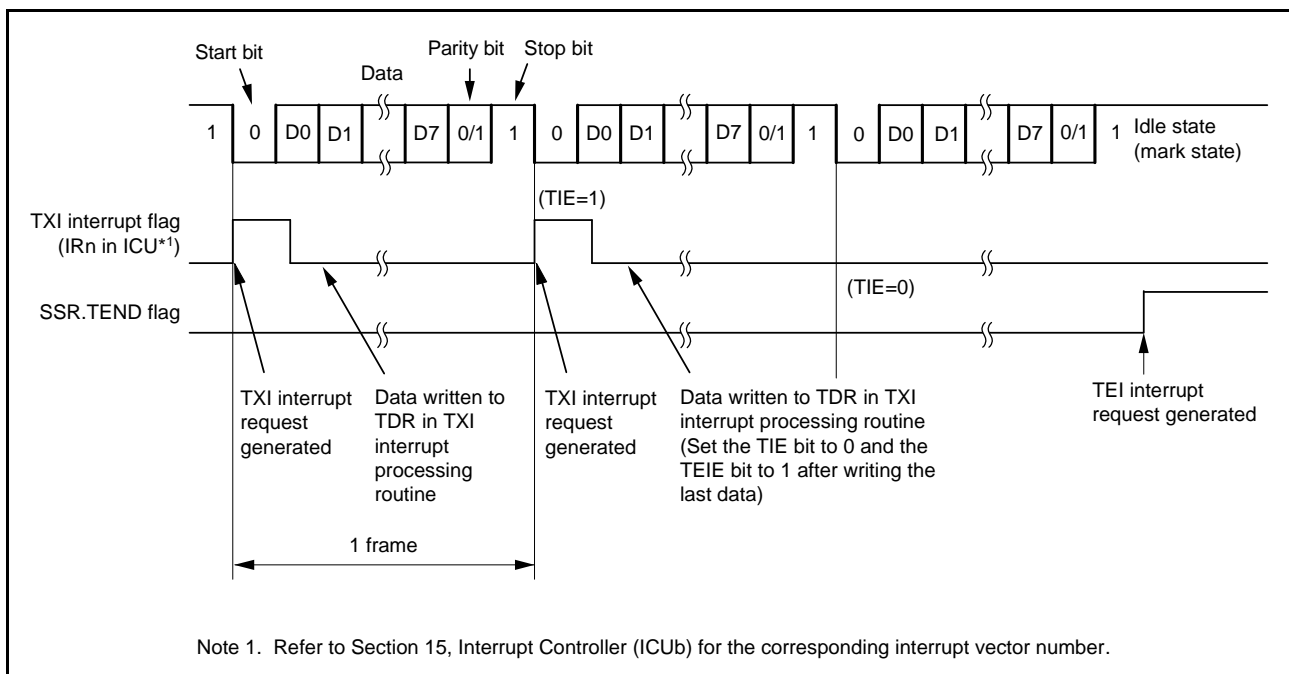 Start bit
Data
Parity bit
Stop bit
1 0 D0 D1 D7 0/1 1 0 D0 D1 D7 0/1 1 0 D0 D1 D7 0/1 1
Idle state
(mark state)
(TIE=1)
TXI interrupt flag
(IRn in ICU*1)
(TIE=0)
SSR.TEND flag
TXI interrupt
request
generated
Data written to
TDR in TXI
interrupt
processing
routine
TXI interrupt
request
generated
Data written to TDR in TXI
interrupt processing routine
(Set the TIE bit to 0 and the
TEIE bit to 1 after writing the
last data)
TEI interrupt
request generated
1 frame
Note 1. Refer to Section 15, Interrupt Controller (ICUb) for the corresponding interrupt vector number.